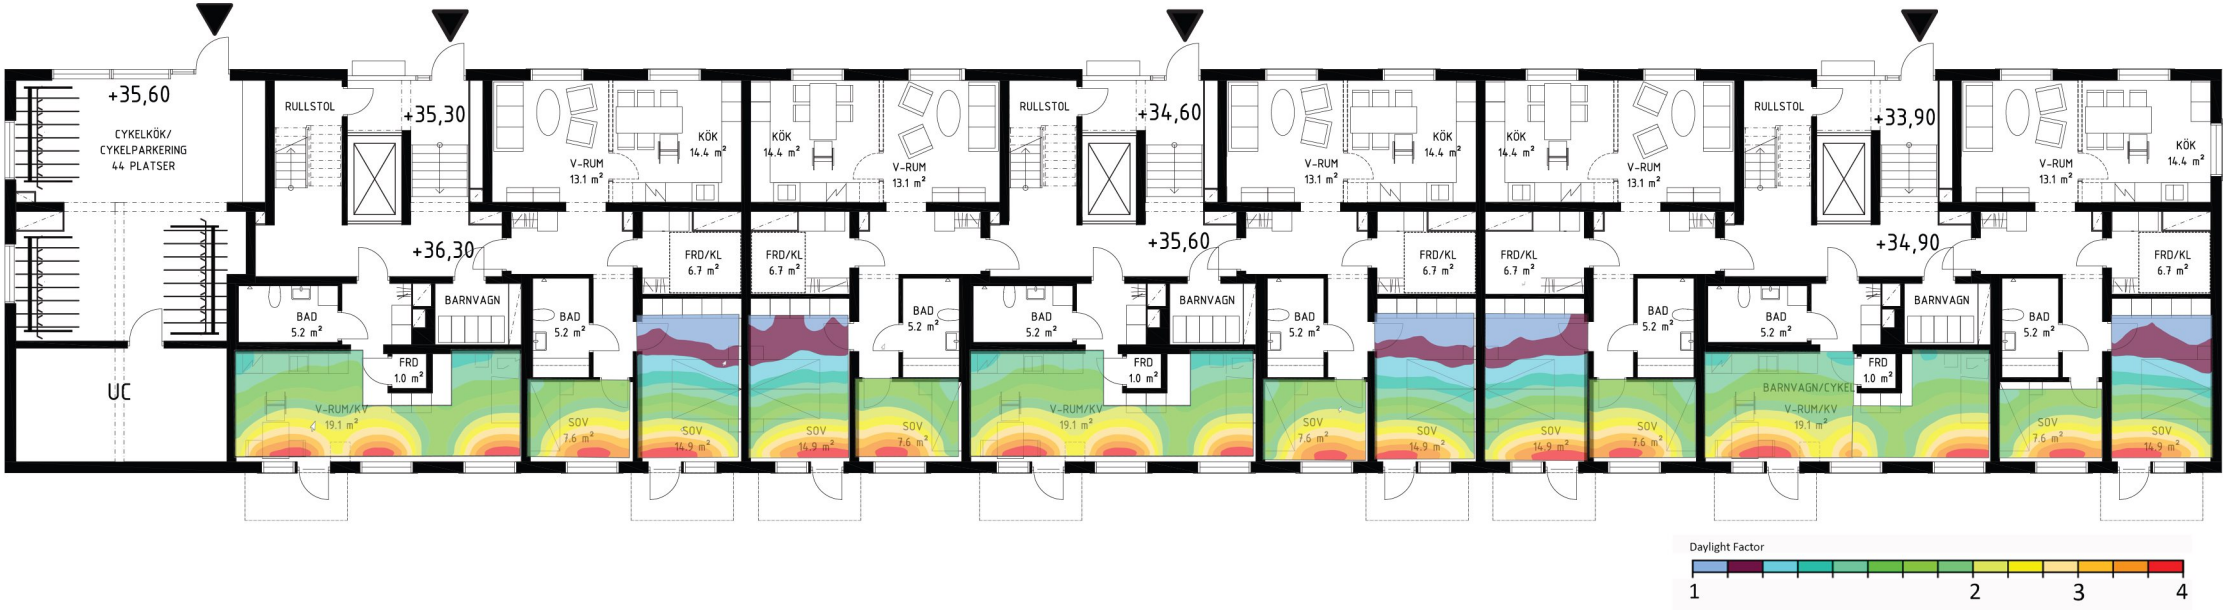 +35,60
CYKELKÖK/
CYKELPARKERING
44 PLATSER
UC
RULLSTOL
+35,30
V-RUM
13.1 m²
KÖK
14.4 m²
KÖK
14.4 m²
V-RUM
13.1 m²
RULLSTOL
+34,60
V-RUM
13.1 m²
KÖK
14.4 m²
KÖK
14.4 m²
V-RUM
13.1 m²
RULLSTOL
+33,90
V-RUM
13.1 m²
KÖK
14.4 m²
+36,30
FRD/KL
6.7 m²
FRD/KL
6.7 m²
+35,60
FRD/KL
6.7 m²
FRD/KL
6.7 m²
+34,90
FRD/KL
6.7 m²
BAD
5.2 m²
BARNVAGN
BAD
5.2 m²
BAD
5.2 m²
BAD
5.2 m²
BARNVAGN
BAD
5.2 m²
BAD
5.2 m²
BAD
5.2 m²
BARNVAGN
BAD
5.2 m²
FRD
1.0 m²
V-RUM/KV
19.1 m²
SOV
7.6 m²
SOV
14.9 m²
SOV
14.9 m²
SOV
7.6 m²
FRD
1.0 m²
V-RUM/KV
19.1 m²
SOV
7.6 m²
SOV
14.9 m²
SOV
14.9 m²
SOV
7.6 m²
FRD
1.0 m²
BARNVAGN/CYKEL
V-RUM/KV
19.1 m²
SOV
7.6 m²
SOV
14.9 m²
Daylight Factor
1 2 3 4